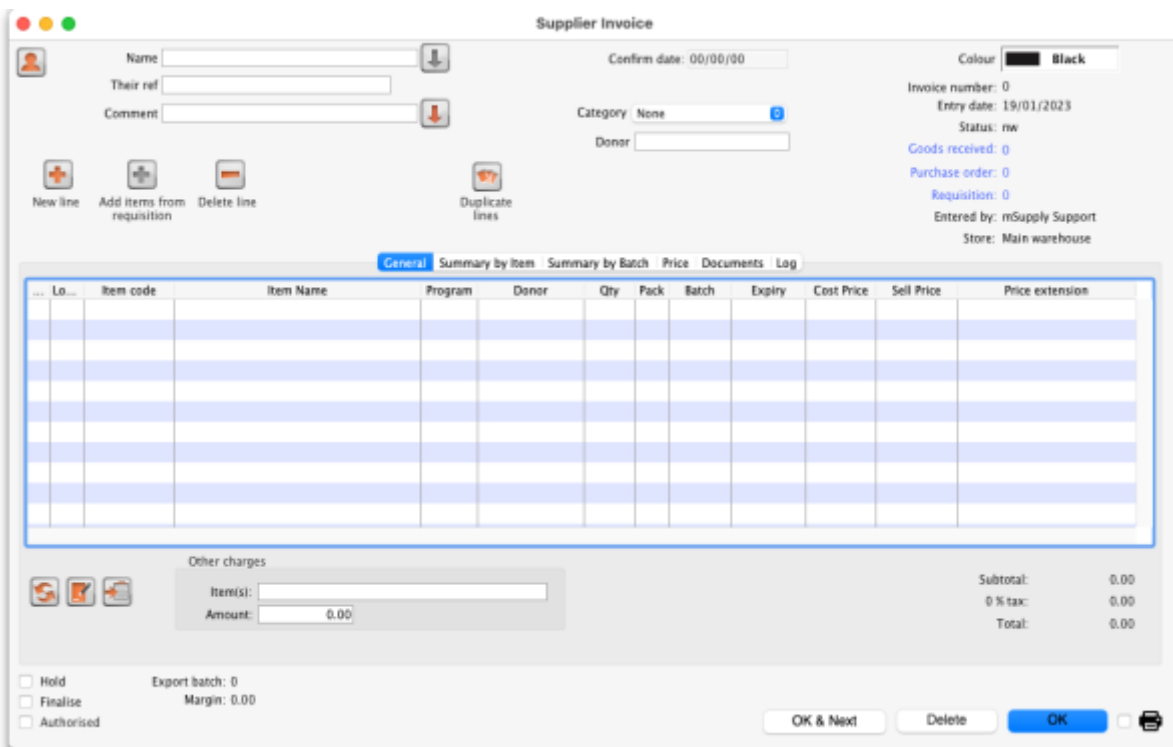 Supplier Invoice
Name
Confirm date: 00/00/00
Colour Black
Their ref
Invoice number: 0
Comment
Category None
Entry date: 19/01/2023
Status: nw
Donor
Goods received: 0
Purchase order: 0
Requisition: 0
Entered by: mSupply Support
Store: Main warehouse
New line
Add items from requisition
Delete line
Duplicate lines
General Summary by Item Summary by Batch Price Documents Log
... Lo... Item code Item Name Program Donor Qty Pack Batch Expiry Cost Price Sell Price Price extension
Other charges
Item(s):
Amount: 0.00
Subtotal: 0.00
0 % tax: 0.00
Total: 0.00
Hold
Export batch: 0
Finalise
Margin: 0.00
Authorised
OK & Next Delete OK